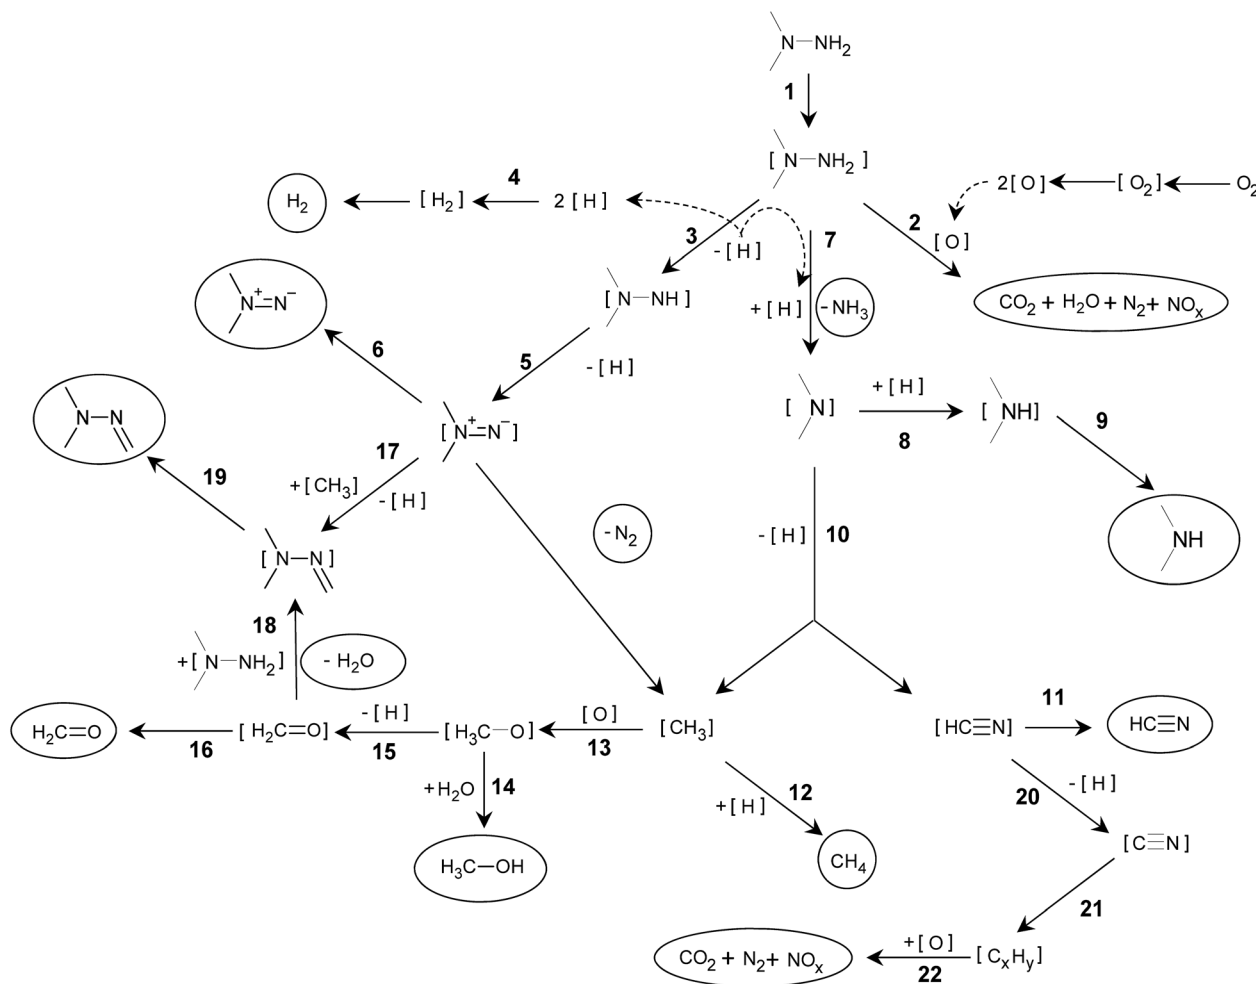 N—NH2
1
[ N—NH2 ]
2[O] [O2] O2
4
H2 [H2] 2[H]
3 -[H] 7 2 [O]
[ N—NH ] +[H] -NH3 CO2 + H2O + N2 + NOx
N+=N−
6 5 -[H]
[ N ] +[H] 8 [ NH ] 9
N—N
[ N+=N− ]
19 17
+[CH3] -[H]
-N2 -[H] 10 NH
[ N—N ]
18
+[ N—NH2 ] -H2O
H2C=O 16 [H2C=O] -[H] 15 [H3C—O] [O] 13 [CH3] [HC≡N] 11 HC≡N
+H2O 14 +[H] 12 20 -[H]
H3C—OH CH4 [C≡N]
21
CO2 + N2 + NOx +[O] 22 [CxHy]